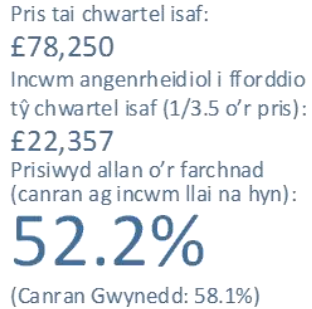 Pris tai chwartel isaf:
£78,250
Incwm angenrheidiol i fforddio
tŷ chwartel isaf (1/3.5 o'r pris):
£22,357
Prisiwyd allan o'r farchnad
(canran ag incwm llai na hyn):
52.2%
(Canran Gwynedd: 58.1%)